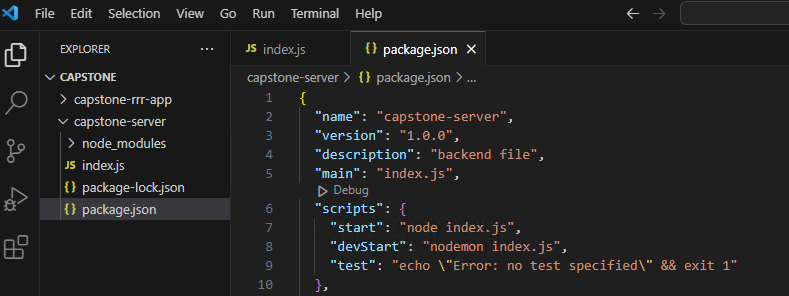 File Edit Selection View Go Run Terminal Help
EXPLORER ...
CAPSTONE
capstone-rrr-app
capstone-server
node_modules
JS index.js
{} package-lock.json
{} package.json
JS index.js {} package.json ×
capstone-server > {} package.json > ...
1 {
2 "name": "capstone-server",
3 "version": "1.0.0",
4 "description": "backend file",
5 "main": "index.js",
Debug
6 "scripts": {
7 "start": "node index.js",
8 "devStart": "nodemon index.js",
9 "test": "echo \"Error: no test specified\" && exit 1"
10 },